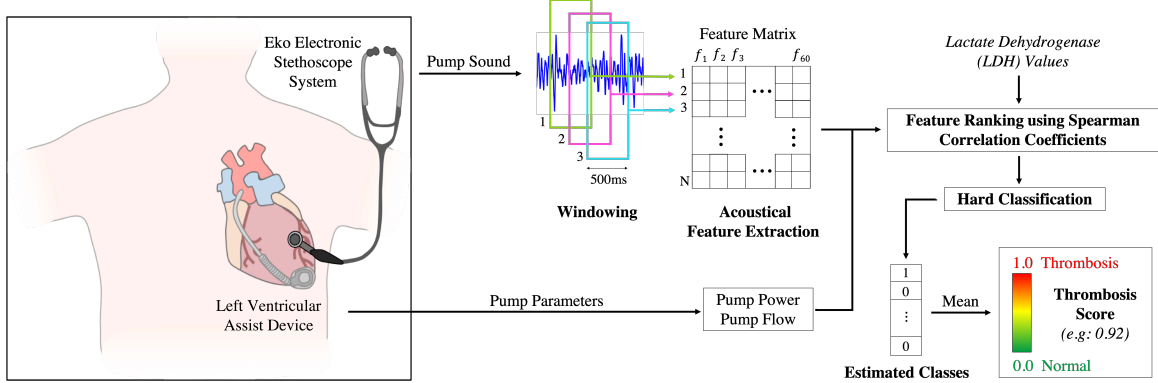 Eko Electronic
Stethoscope
System
Left Ventricular
Assist Device
Pump Sound
1
2
3
500ms
Windowing
Feature Matrix
f1 f2 f3 f60
1
2
3
N
Acoustical
Feature Extraction
Pump Parameters
Pump Power
Pump Flow
Lactate Dehydrogenase
(LDH) Values
Feature Ranking using Spearman
Correlation Coefficients
Hard Classification
1
0
0
Estimated Classes
Mean
1.0 Thrombosis
Thrombosis
Score
(e.g: 0.92)
0.0 Normal